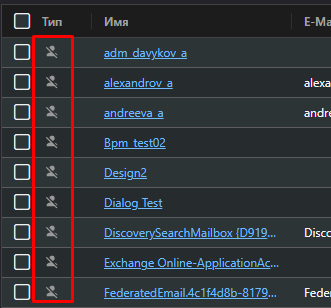 Тип Имя E-Ma
adm_davykov_a
alexandrov_a alexa
andreeva_a andre
Bpm_test02
Design2
Dialog Test
DiscoverySearchMailbox {D919... Disco
Exchange Online-ApplicationAc...
FederatedEmail.4c1f4d8b-8179... Feder